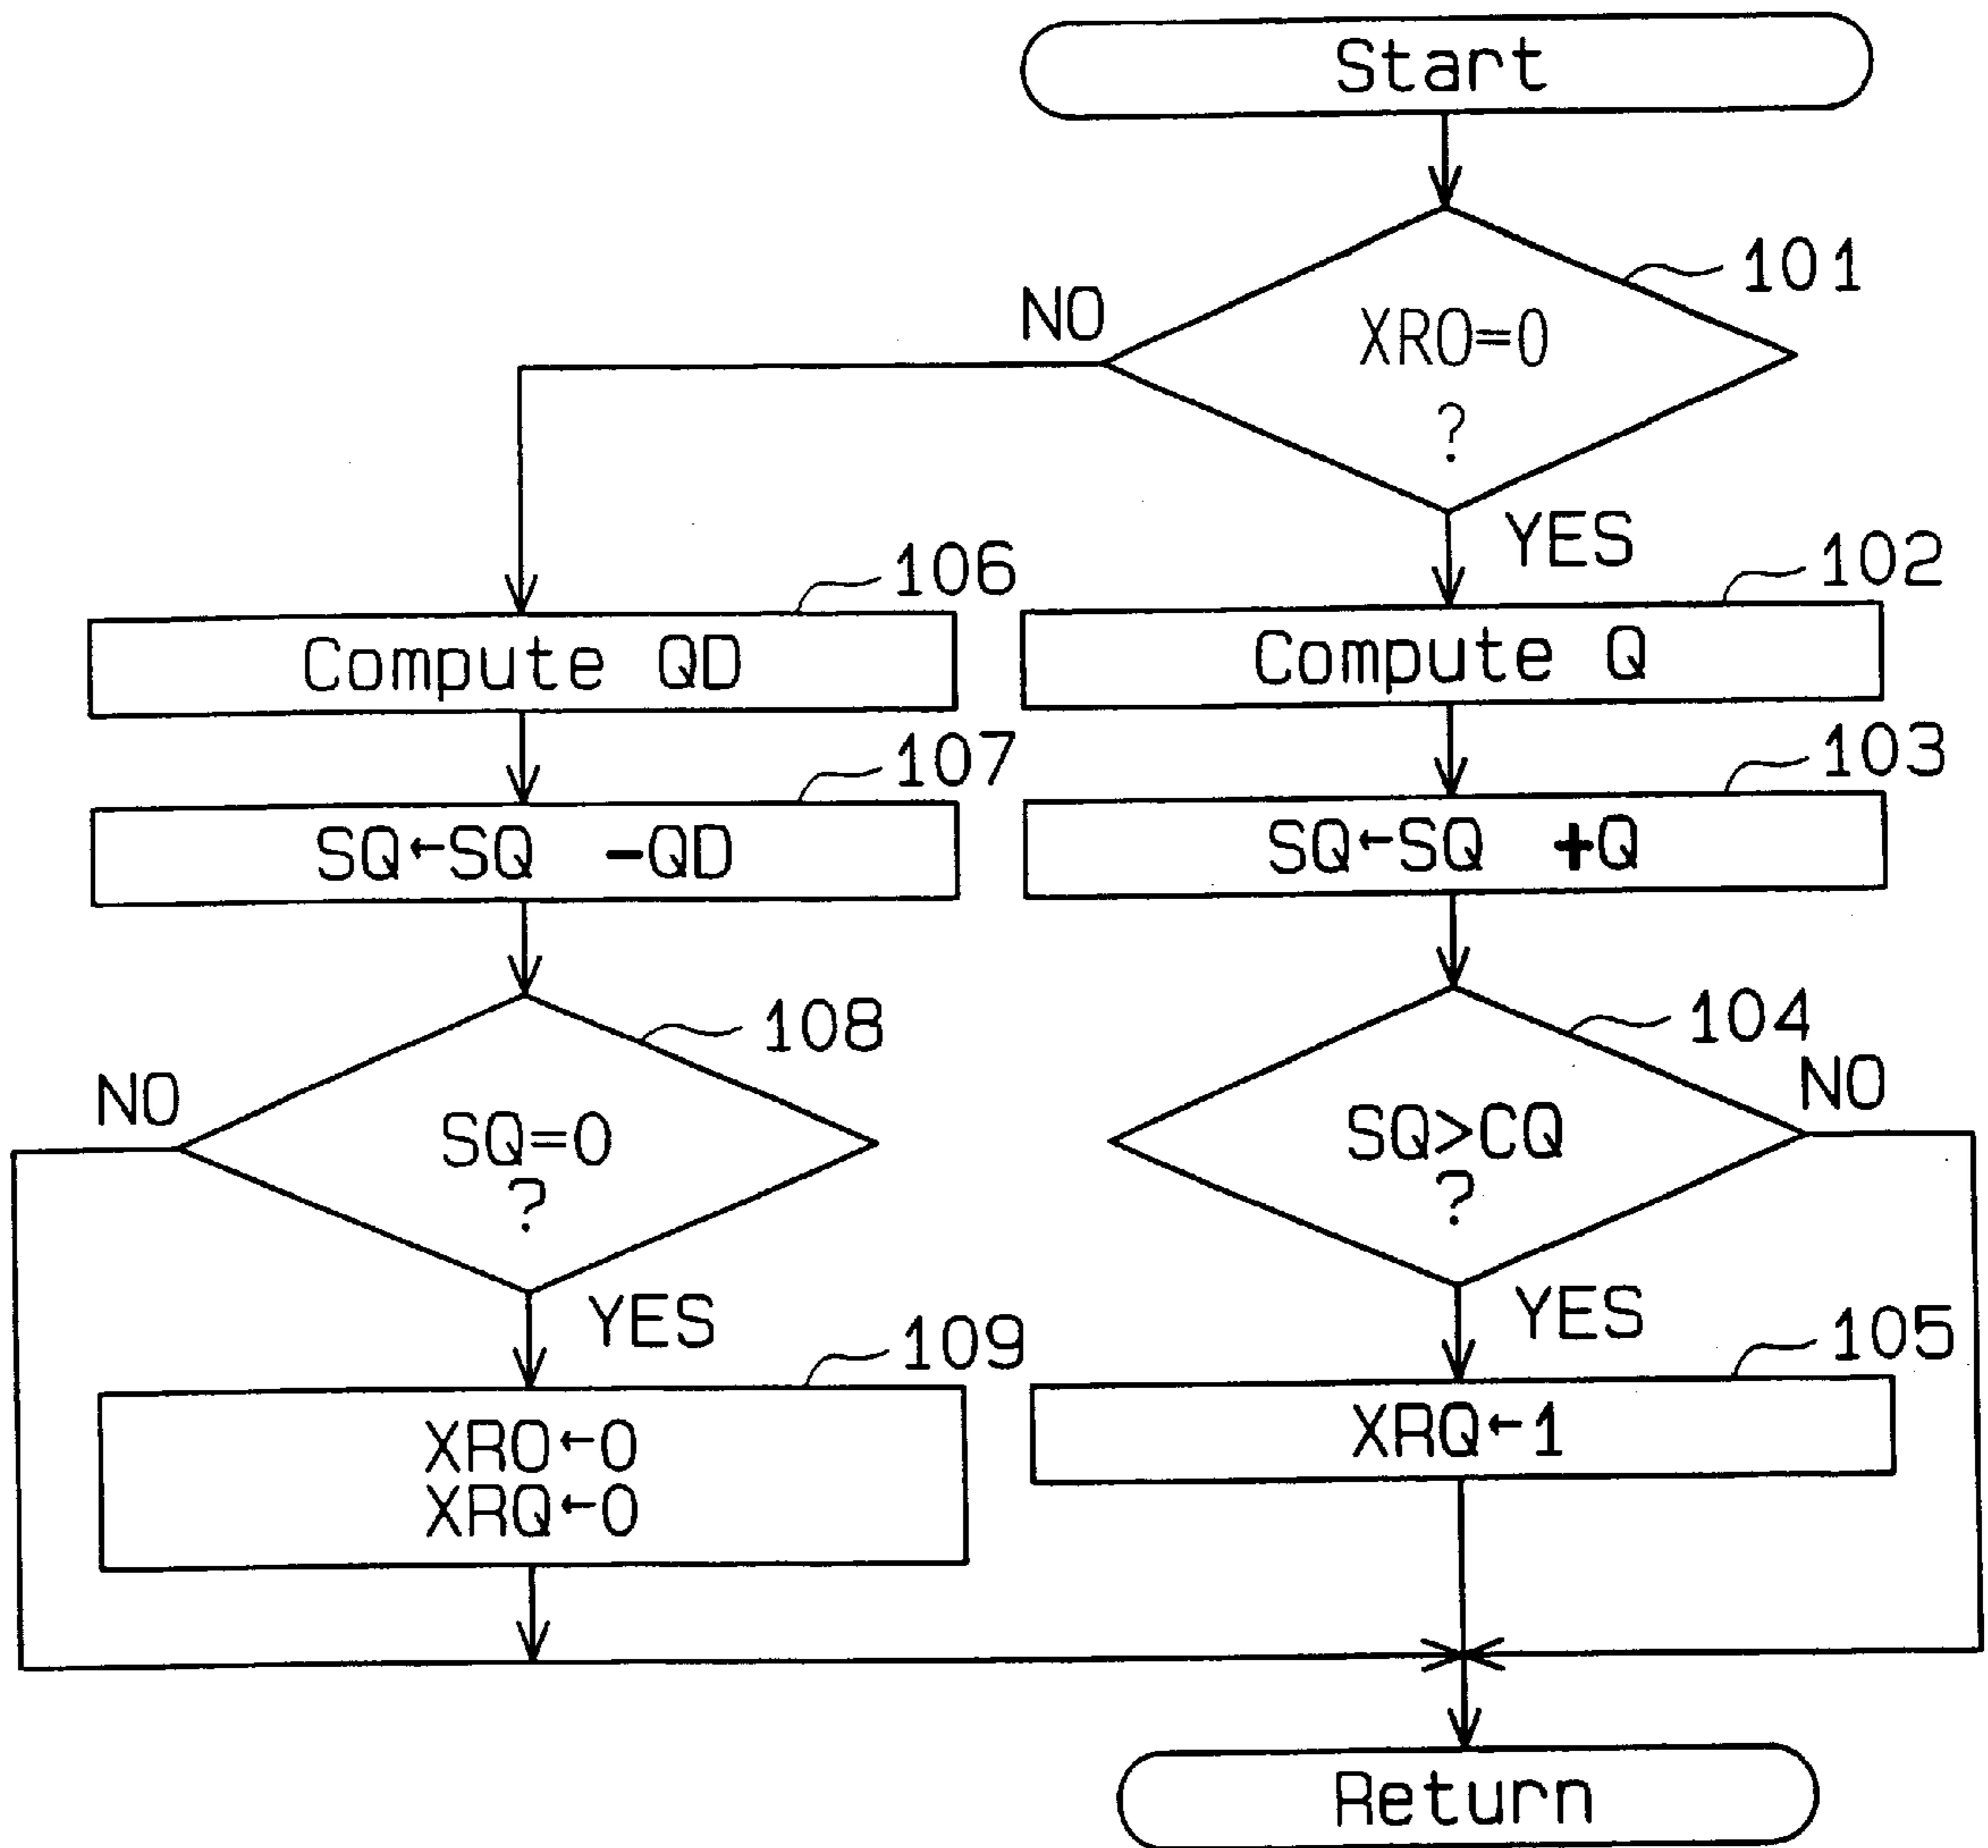 Start
101
NO
XRO=0
?
YES
106
102
Compute QD
Compute Q
107
103
SQ←SQ -QD
SQ←SQ +Q
108
104
NO
NO
SQ=0
?
SQ>CQ
?
YES
YES
109
105
XRO←0
XRQ←0
XRQ←1
Return